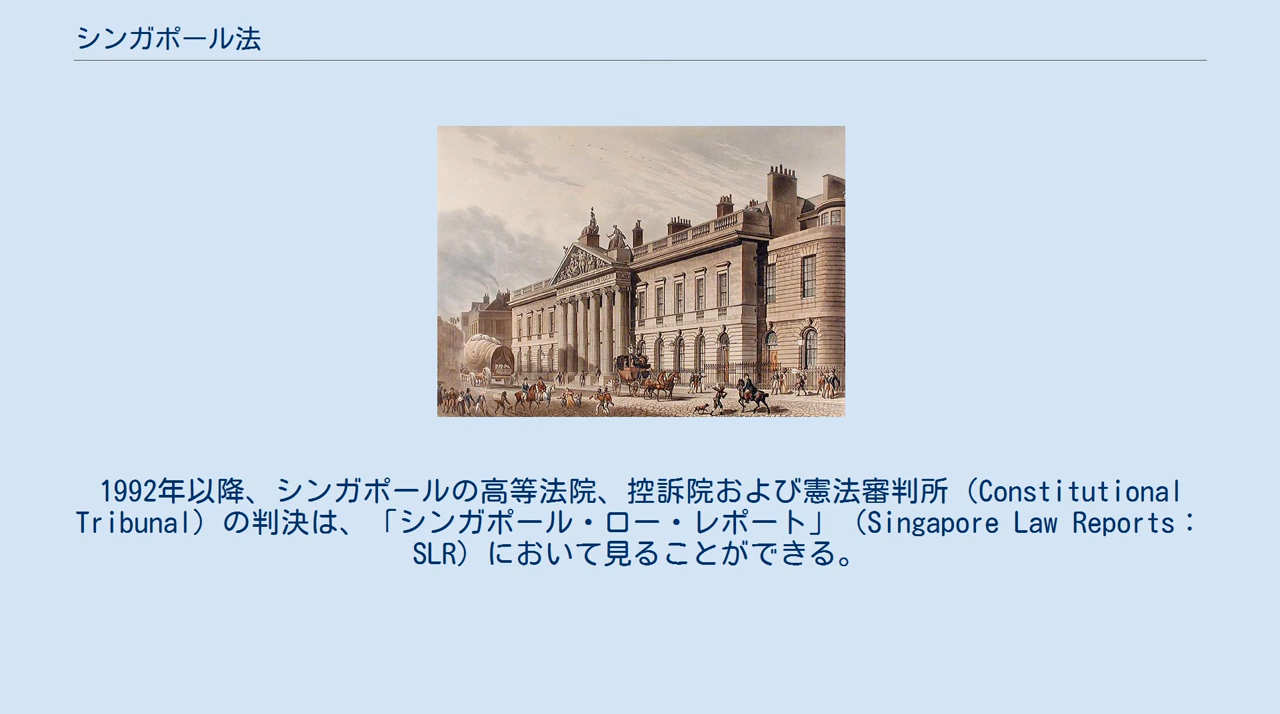 シンガポール法
1992年以降、シンガポールの高等法院、控訴院および憲法審判所（Constitutional
Tribunal）の判決は、「シンガポール・ロー・レポート」（Singapore Law Reports：
SLR）において見ることができる。